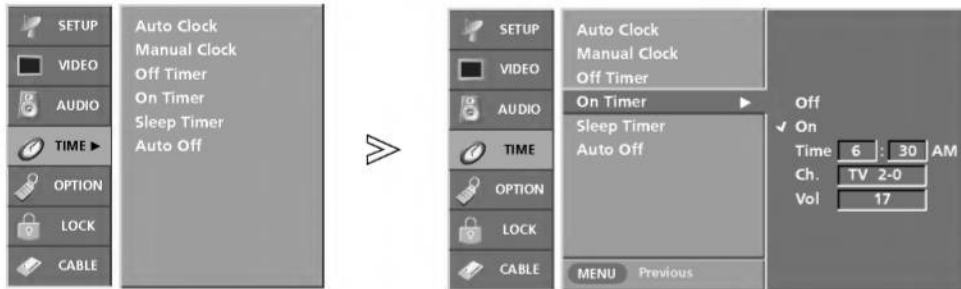 SETUP
VIDEO
AUDIO
TIME ►
OPTION
LOCK
CABLE
Auto Clock
Manual Clock
Off Timer
On Timer
Sleep Timer
Auto Off
SETUP
VIDEO
AUDIO
TIME
OPTION
LOCK
CABLE
Auto Clock
Manual Clock
Off Timer
On Timer ►
Sleep Timer
Auto Off
MENU Previous
Off
✓ On
Time 6 : 30 AM
Ch. TV 2-0
Vol 17